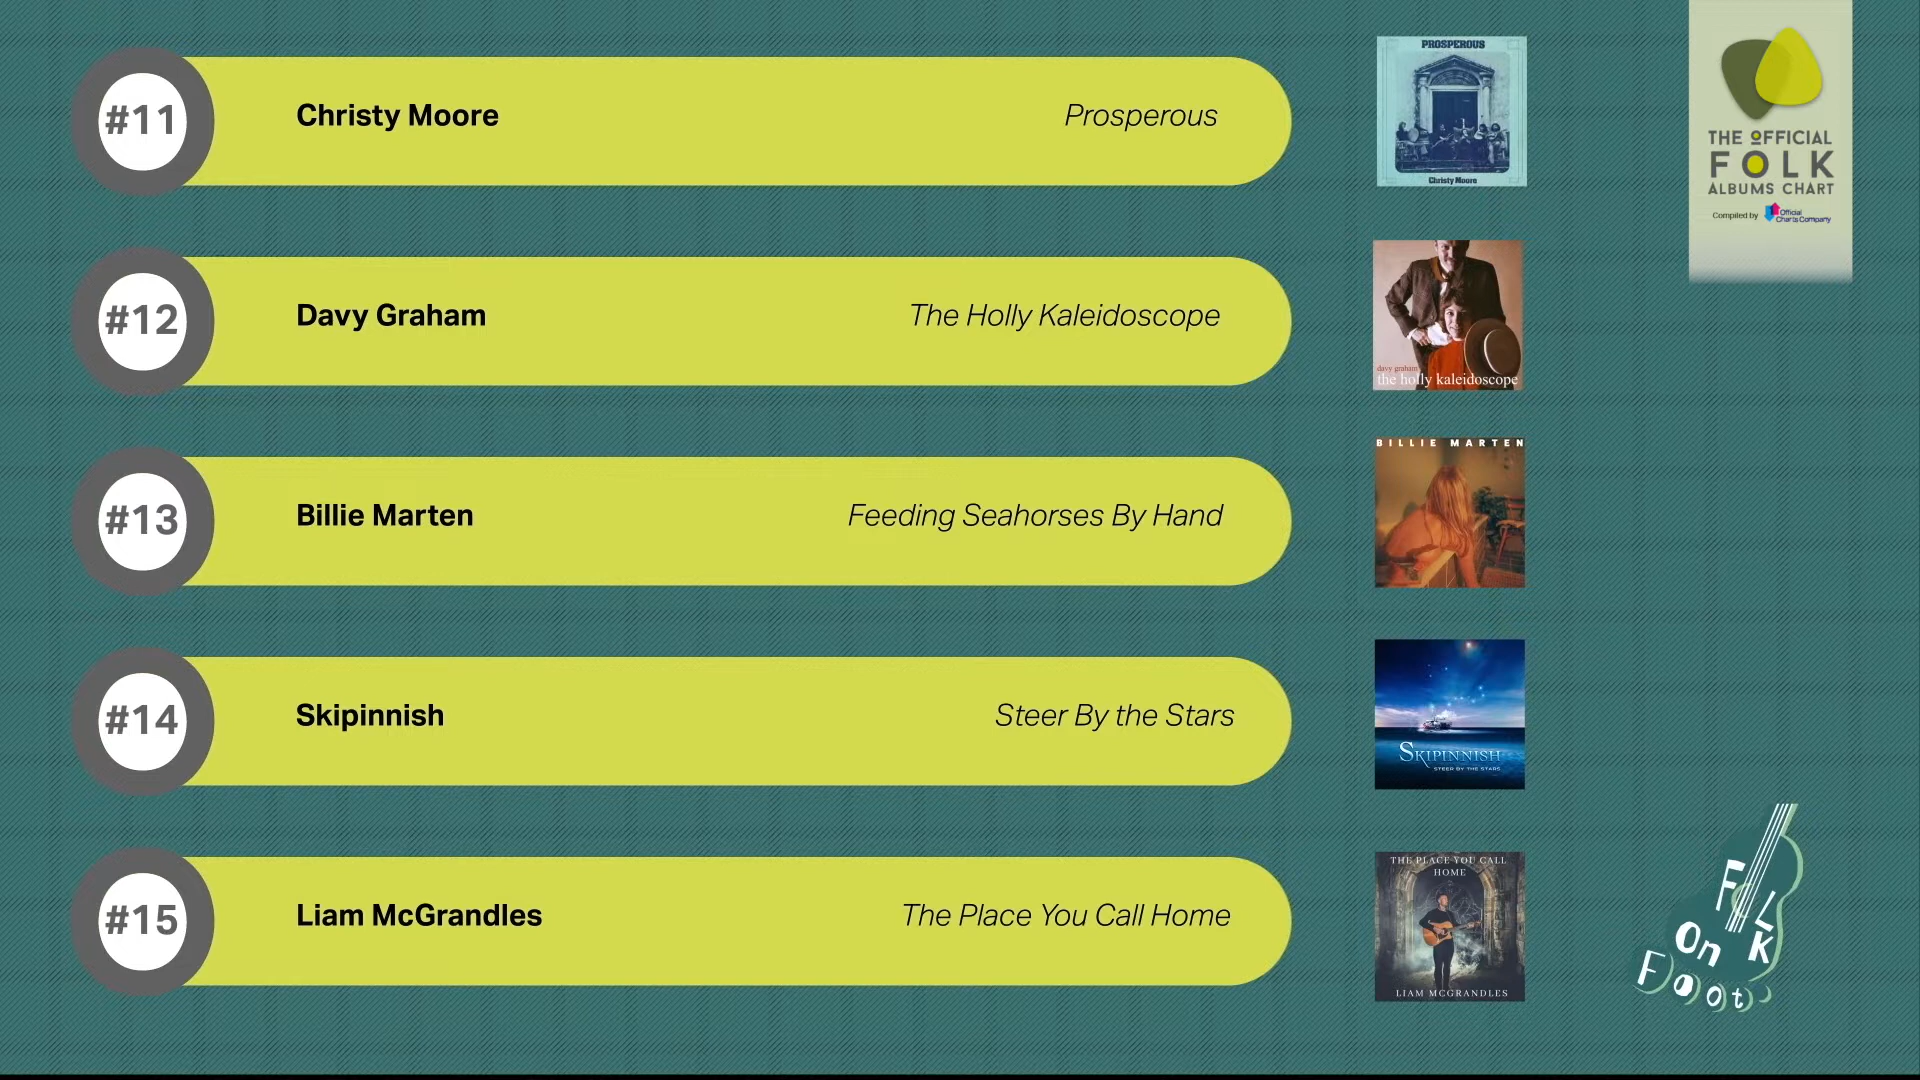 #11 Christy Moore Prosperous
PROSPEROUS
Christy Moore
#12 Davy Graham The Holly Kaleidoscope
davy graham
the holly kaleidoscope
#13 Billie Marten Feeding Seahorses By Hand
BILLIE MARTEN
#14 Skipinnish Steer By the Stars
SKIPINNISH
STEER BY THE STARS
#15 Liam McGrandles The Place You Call Home
THE PLACE YOU CALL
HOME
LIAM MCGRANDLES
THE OFFICIAL
FOLK
ALBUMS CHART
Compiled by Official
Charts Company
FOLK
On
Foot